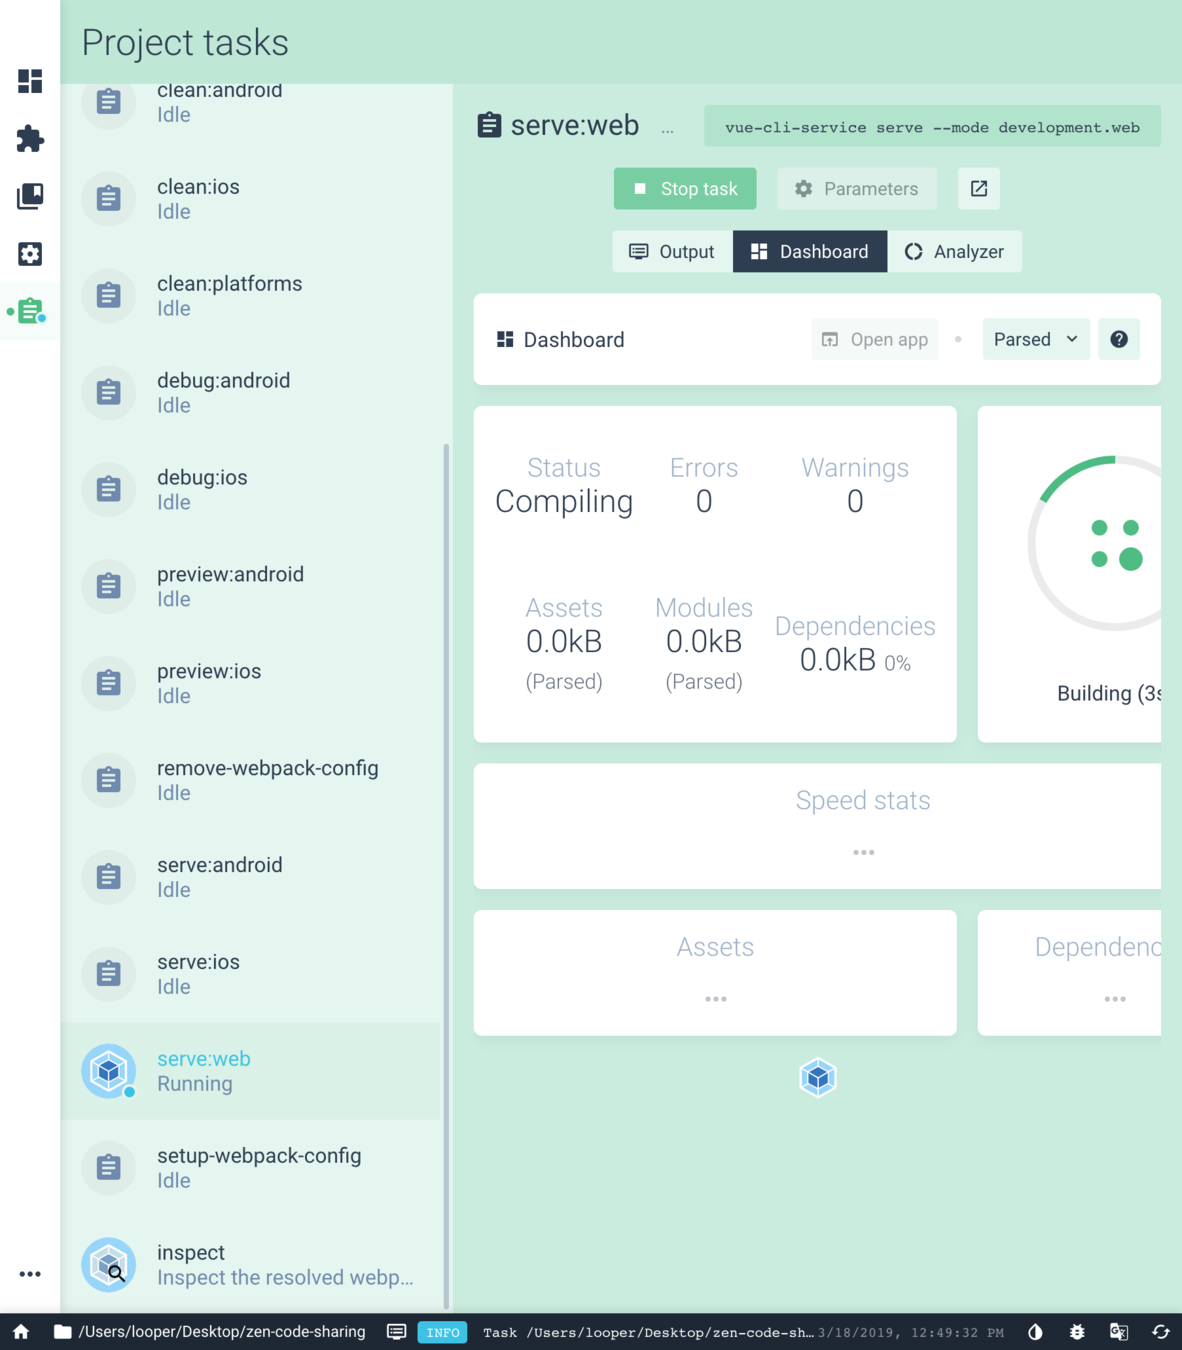 Project tasks
clean:android
Idle
clean:ios
Idle
clean:platforms
Idle
debug:android
Idle
debug:ios
Idle
preview:android
Idle
preview:ios
Idle
remove-webpack-config
Idle
serve:android
Idle
serve:ios
Idle
serve:web
Running
setup-webpack-config
Idle
inspect
Inspect the resolved webp...
serve:web ... vue-cli-service serve --mode development.web
Stop task Parameters
Output Dashboard Analyzer
Dashboard Open app Parsed ?
Status Errors Warnings
Compiling 0 0
Assets Modules Dependencies
0.0kB 0.0kB 0.0kB 0%
(Parsed) (Parsed)
Building (3s
Speed stats
...
Assets
...
Dependenc
...
/Users/looper/Desktop/zen-code-sharing INFO Task /Users/looper/Desktop/zen-code-sh... 3/18/2019, 12:49:32 PM